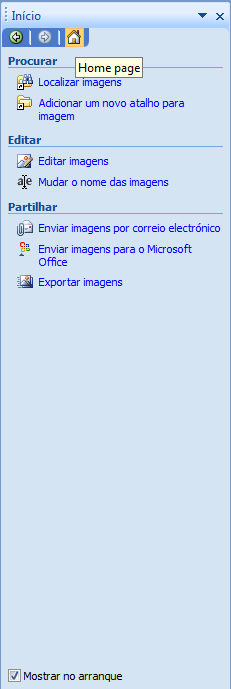 Início
Home page
Procurar
Localizar imagens
Adicionar um novo atalho para
imagem
Editar
Editar imagens
a/e Mudar o nome das imagens
Partilhar
Enviar imagens por correio electrónico
Enviar imagens para o Microsoft
Office
Exportar imagens
Mostrar no arranque